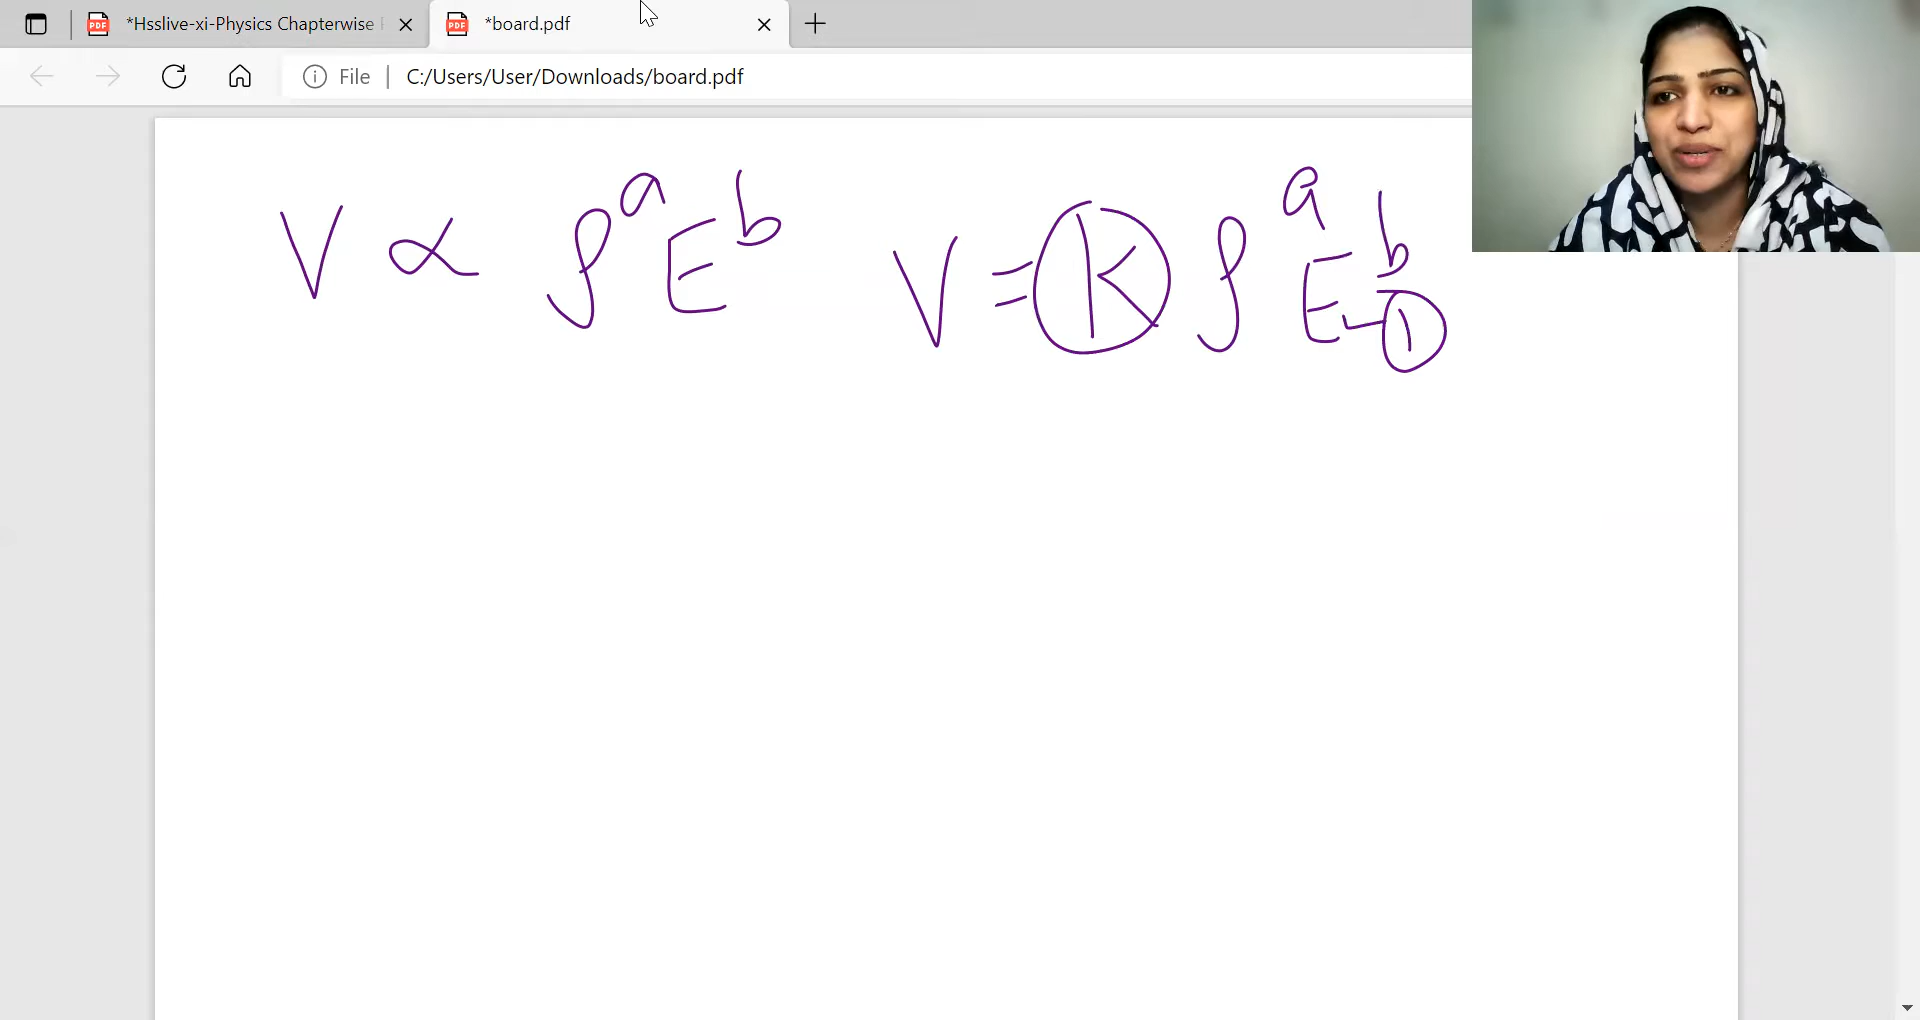 *Hsslive-xi-Physics Chapterwise
*board.pdf
File C:/Users/User/Downloads/board.pdf
V ∝ ρ^a E^b
V = K ρ^a E^b — ①